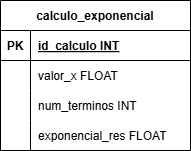 calculo_exponencial
PK id_calculo INT
valor_x FLOAT
num_terminos INT
exponencial_res FLOAT